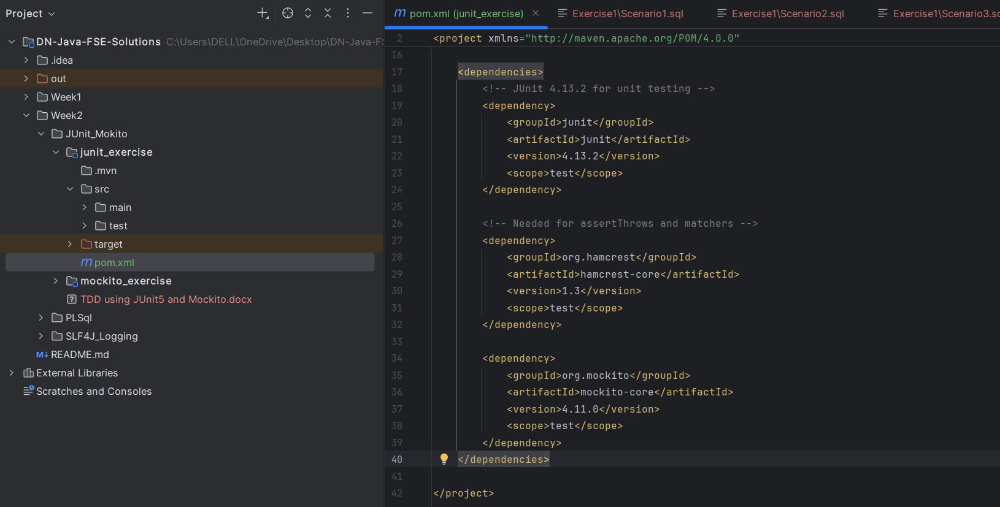 Project
DN-Java-FSE-Solutions C:\Users\DELL\OneDrive\Desktop\DN-Java-FS
.idea
out
Week1
Week2
JUnit_Mokito
junit_exercise
.mvn
src
main
test
target
pom.xml
mockito_exercise
TDD using JUnit5 and Mockito.docx
PLSql
SLF4J_Logging
README.md
External Libraries
Scratches and Consoles
pom.xml (junit_exercise) Exercise1\Scenario1.sql Exercise1\Scenario2.sql Exercise1\Scenario3.sq
2 <project xmlns="http://maven.apache.org/POM/4.0.0"
16
17 <dependencies>
18 <!-- JUnit 4.13.2 for unit testing -->
19 <dependency>
20 <groupId>junit</groupId>
21 <artifactId>junit</artifactId>
22 <version>4.13.2</version>
23 <scope>test</scope>
24 </dependency>
25
26 <!-- Needed for assertThrows and matchers -->
27 <dependency>
28 <groupId>org.hamcrest</groupId>
29 <artifactId>hamcrest-core</artifactId>
30 <version>1.3</version>
31 <scope>test</scope>
32 </dependency>
33
34 <dependency>
35 <groupId>org.mockito</groupId>
36 <artifactId>mockito-core</artifactId>
37 <version>4.11.0</version>
38 <scope>test</scope>
39 </dependency>
40 </dependencies>
41
42 </project>